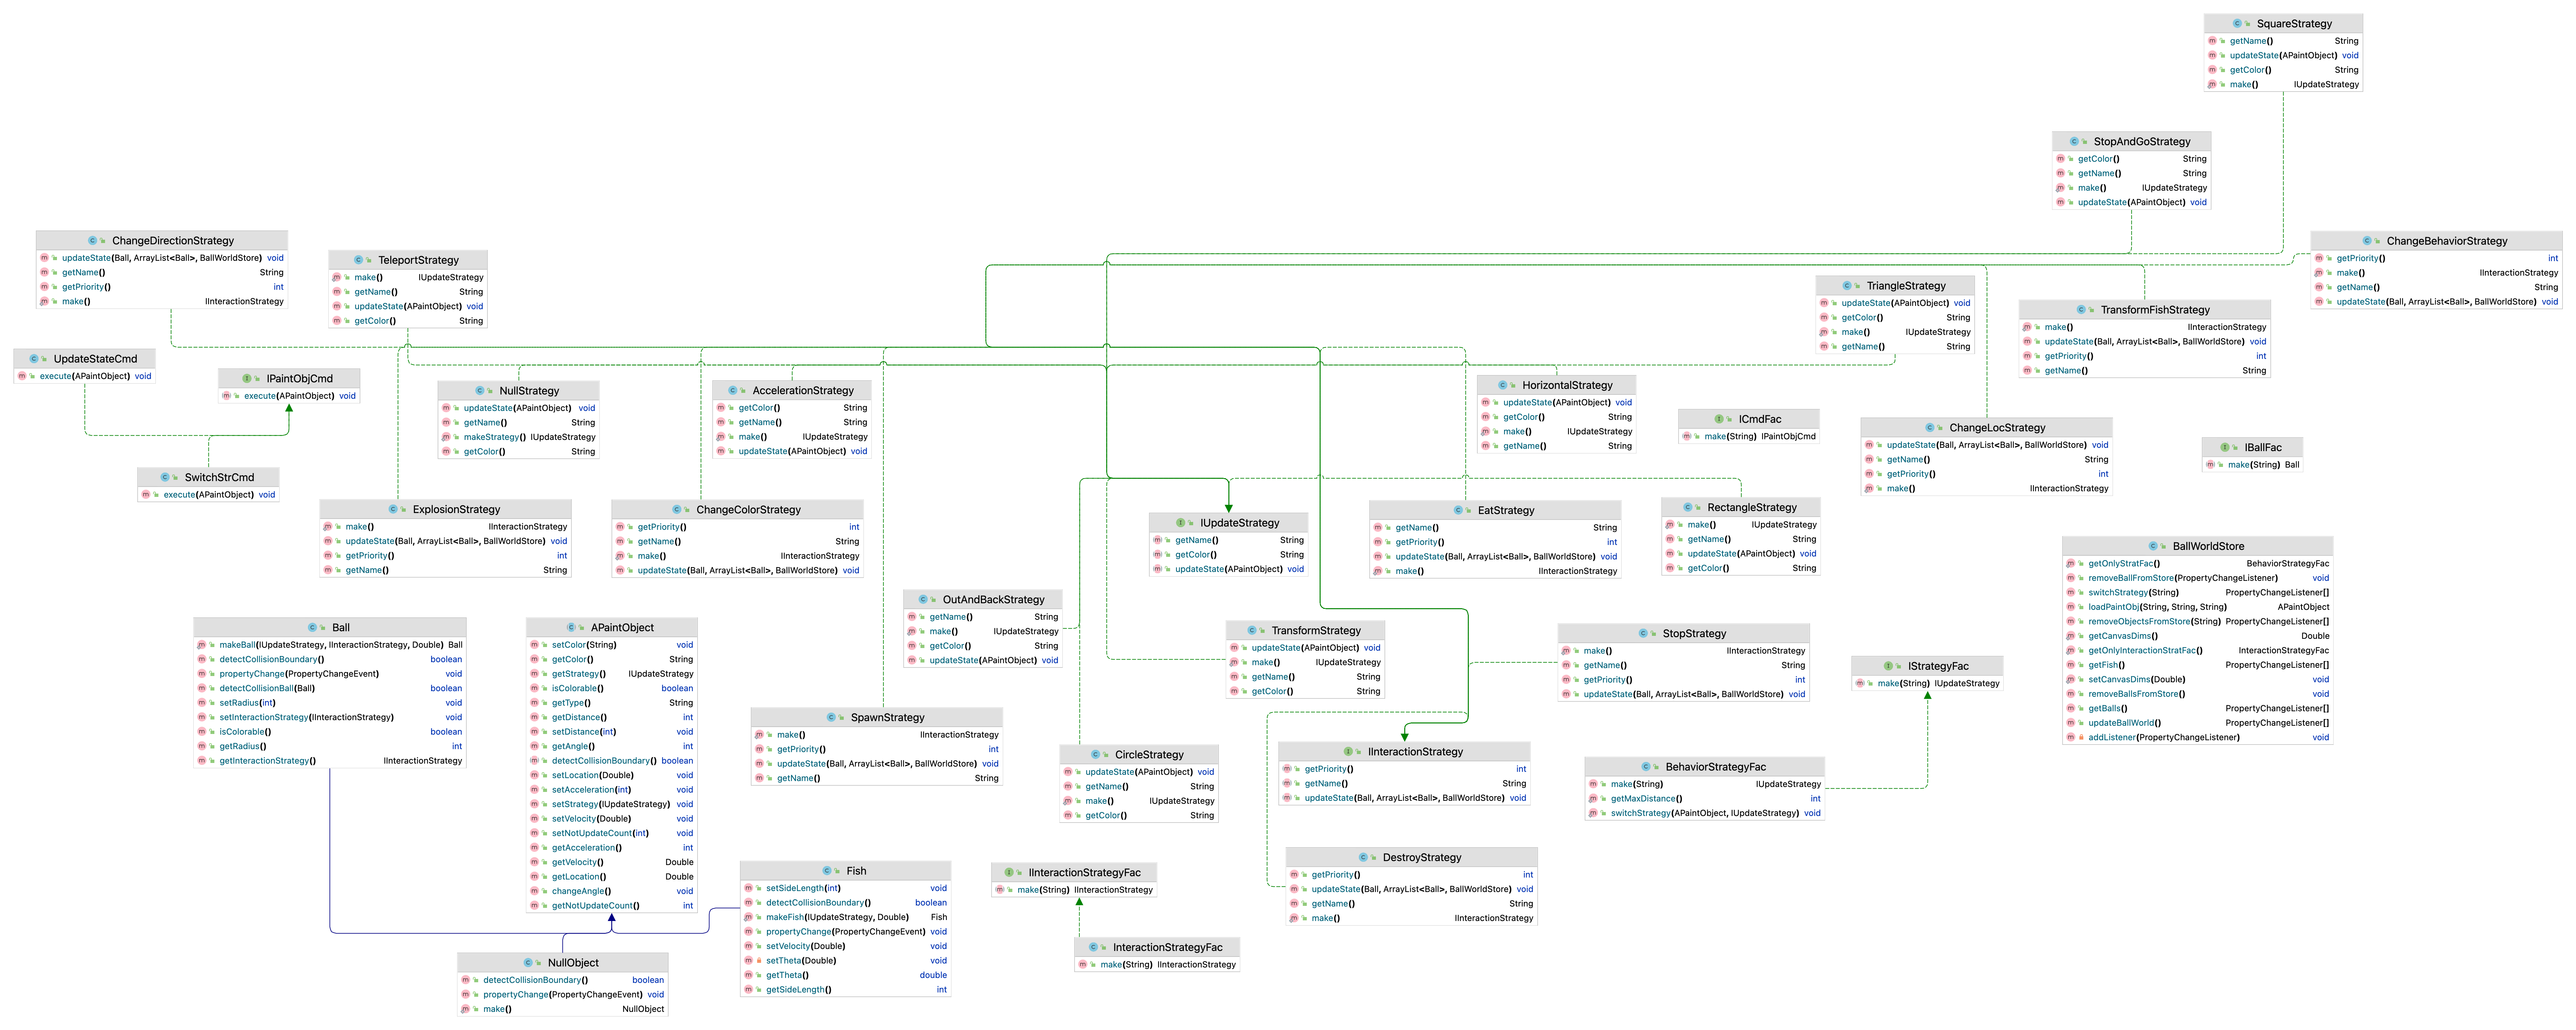 SquareStrategy
getName() String
updateState(APaintObject) void
getColor() String
make() IUpdateStrategy
StopAndGoStrategy
getColor() String
getName() String
make() IUpdateStrategy
updateState(APaintObject) void
ChangeDirectionStrategy
updateState(Ball, ArrayList<Ball>, BallWorldStore) void
getName() String
getPriority() int
make() IInteractionStrategy
TeleportStrategy
make() IUpdateStrategy
getName() String
updateState(APaintObject) void
getColor() String
TriangleStrategy
updateState(APaintObject) void
getColor() String
make() IUpdateStrategy
getName() String
ChangeBehaviorStrategy
getPriority() int
make() IInteractionStrategy
getName() String
updateState(Ball, ArrayList<Ball>, BallWorldStore) void
TransformFishStrategy
make() IInteractionStrategy
updateState(Ball, ArrayList<Ball>, BallWorldStore) void
getPriority() int
getName() String
UpdateStateCmd
execute(APaintObject) void
IPaintObjCmd
execute(APaintObject) void
NullStrategy
updateState(APaintObject) void
getName() String
makeStrategy() IUpdateStrategy
getColor() String
AccelerationStrategy
getColor() String
getName() String
make() IUpdateStrategy
updateState(APaintObject) void
HorizontalStrategy
updateState(APaintObject) void
getColor() String
make() IUpdateStrategy
getName() String
ICmdFac
make(String) IPaintObjCmd
ChangeLocStrategy
updateState(Ball, ArrayList<Ball>, BallWorldStore) void
getName() String
getPriority() int
make() IInteractionStrategy
IBallFac
make(String) Ball
SwitchStrCmd
execute(APaintObject) void
ExplosionStrategy
make() IInteractionStrategy
updateState(Ball, ArrayList<Ball>, BallWorldStore) void
getPriority() int
getName() String
ChangeColorStrategy
getPriority() int
getName() String
make() IInteractionStrategy
updateState(Ball, ArrayList<Ball>, BallWorldStore) void
IUpdateStrategy
getName() String
getColor() String
updateState(APaintObject) void
EatStrategy
getName() String
getPriority() int
updateState(Ball, ArrayList<Ball>, BallWorldStore) void
make() IInteractionStrategy
RectangleStrategy
make() IUpdateStrategy
getName() String
updateState(APaintObject) void
getColor() String
BallWorldStore
getOnlyStratFac() BehaviorStrategyFac
removeBallFromStore(PropertyChangeListener) void
switchStrategy(String) PropertyChangeListener[]
loadPaintObj(String, String, String) APaintObject
removeObjectsFromStore(String) PropertyChangeListener[]
getCanvasDims() Double
getOnlyInteractionStratFac() InteractionStrategyFac
getFish() PropertyChangeListener[]
setCanvasDims(Double) void
removeBallsFromStore() void
getBalls() PropertyChangeListener[]
updateBallWorld() PropertyChangeListener[]
addListener(PropertyChangeListener) void
Ball
makeBall(IUpdateStrategy, IInteractionStrategy, Double) Ball
detectCollisionBoundary() boolean
propertyChange(PropertyChangeEvent) void
detectCollisionBall(Ball) boolean
setRadius(int) void
setInteractionStrategy(IInteractionStrategy) void
isColorable() boolean
getRadius() int
getInteractionStrategy() IInteractionStrategy
APaintObject
setColor(String) void
getColor() String
getStrategy() IUpdateStrategy
isColorable() boolean
getType() String
getDistance() int
setDistance(int) void
getAngle() int
detectCollisionBoundary() boolean
setLocation(Double) void
setAcceleration(int) void
setStrategy(IUpdateStrategy) void
setVelocity(Double) void
setNotUpdateCount(int) void
getAcceleration() int
getVelocity() Double
getLocation() Double
changeAngle() void
getNotUpdateCount() int
OutAndBackStrategy
getName() String
make() IUpdateStrategy
getColor() String
updateState(APaintObject) void
TransformStrategy
updateState(APaintObject) void
make() IUpdateStrategy
getName() String
getColor() String
StopStrategy
make() IInteractionStrategy
getName() String
getPriority() int
updateState(Ball, ArrayList<Ball>, BallWorldStore) void
IStrategyFac
make(String) IUpdateStrategy
SpawnStrategy
make() IInteractionStrategy
getPriority() int
updateState(Ball, ArrayList<Ball>, BallWorldStore) void
getName() String
CircleStrategy
updateState(APaintObject) void
getName() String
make() IUpdateStrategy
getColor() String
IInteractionStrategy
getPriority() int
getName() String
updateState(Ball, ArrayList<Ball>, BallWorldStore) void
BehaviorStrategyFac
make(String) IUpdateStrategy
getMaxDistance() int
switchStrategy(APaintObject, IUpdateStrategy) void
DestroyStrategy
getPriority() int
updateState(Ball, ArrayList<Ball>, BallWorldStore) void
getName() String
make() IInteractionStrategy
Fish
setSideLength(int) void
detectCollisionBoundary() boolean
makeFish(IUpdateStrategy, Double) Fish
propertyChange(PropertyChangeEvent) void
setVelocity(Double) void
setTheta(Double) void
getTheta() double
getSideLength() int
IInteractionStrategyFac
make(String) IInteractionStrategy
InteractionStrategyFac
make(String) IInteractionStrategy
NullObject
detectCollisionBoundary() boolean
propertyChange(PropertyChangeEvent) void
make() NullObject